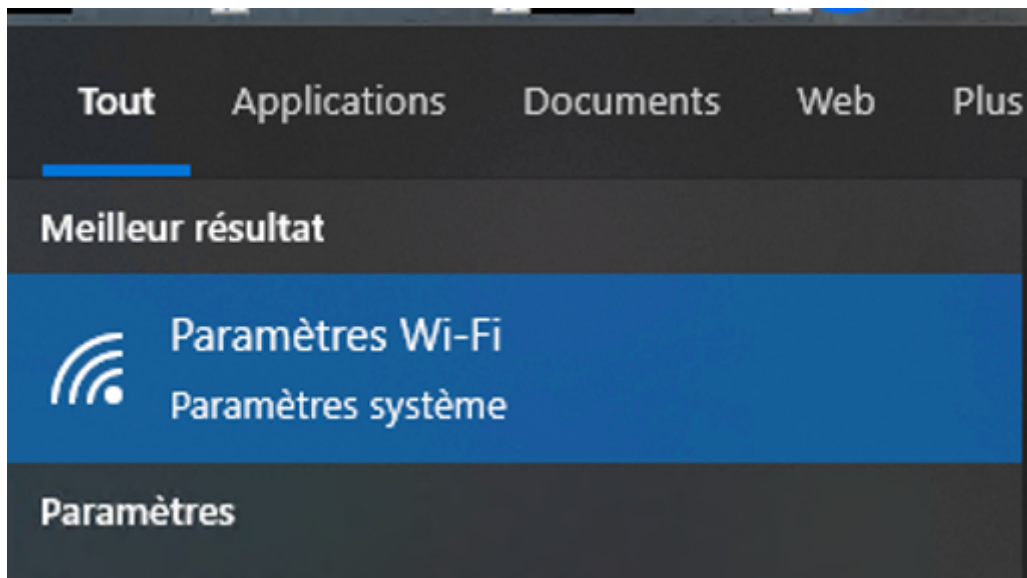 Tout Applications Documents Web Plus
Meilleur résultat
Paramètres Wi-Fi
Paramètres système
Paramètres